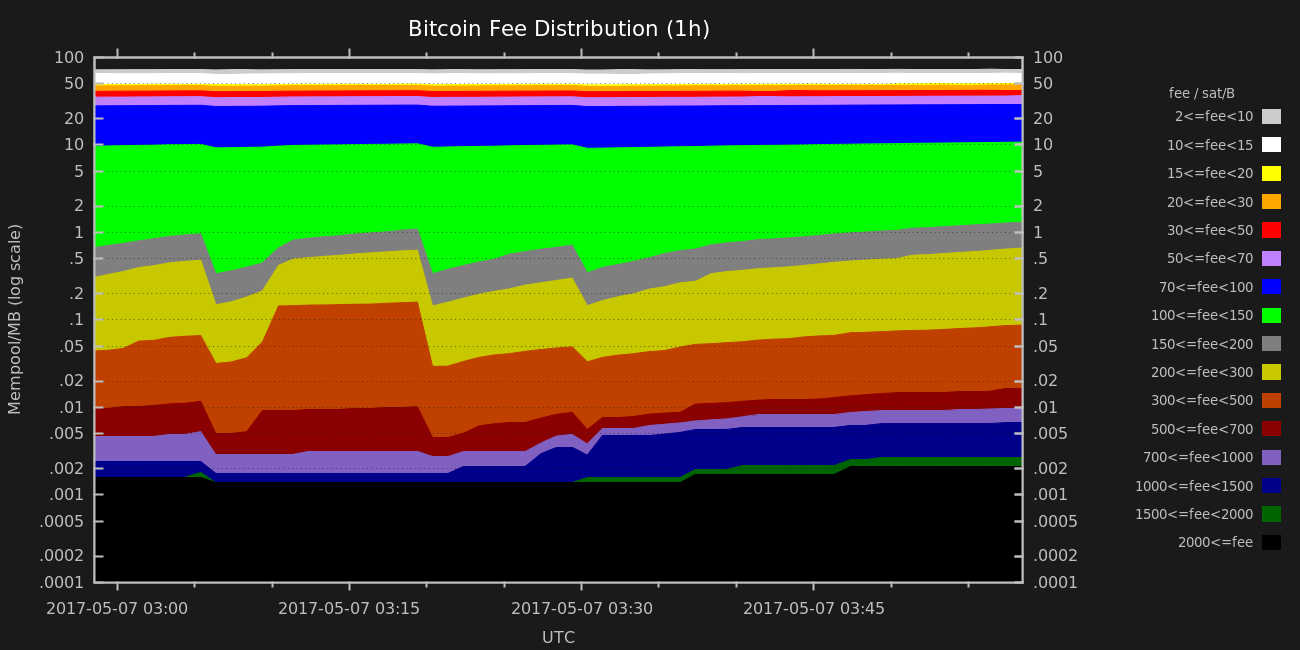 Bitcoin Fee Distribution (1h)
Mempool/MB (log scale)
100
50
20
10
5
2
1
.5
.2
.1
.05
.02
.01
.005
.002
.001
.0005
.0002
.0001
100
50
20
10
5
2
1
.5
.2
.1
.05
.02
.01
.005
.002
.001
.0005
.0002
.0001
2017-05-07 03:00 2017-05-07 03:15 2017-05-07 03:30 2017-05-07 03:45
UTC
fee / sat/B
2<=fee<10
10<=fee<15
15<=fee<20
20<=fee<30
30<=fee<50
50<=fee<70
70<=fee<100
100<=fee<150
150<=fee<200
200<=fee<300
300<=fee<500
500<=fee<700
700<=fee<1000
1000<=fee<1500
1500<=fee<2000
2000<=fee